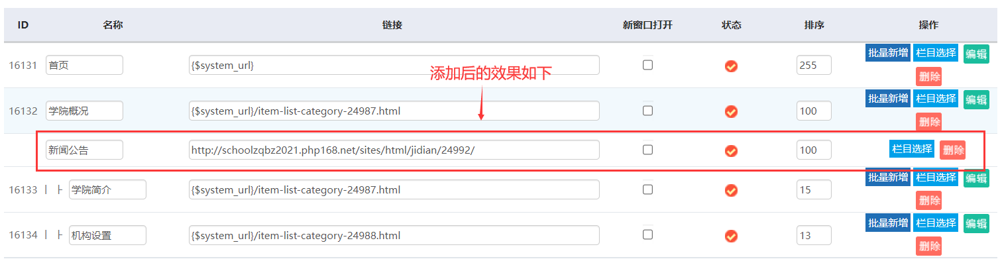 ID 名称 链接 新窗口打开 状态 排序 操作
16131 首页 {$system_url} 255 批量新增 栏目选择 编辑
删除
添加后的效果如下
16132 学院概况 {$system_url}/item-list-category-24987.html 100 批量新增 栏目选择 编辑
删除
新闻公告 http://schoolzqbz2021.php168.net/sites/html/jidian/24992/ 100 栏目选择 删除
16133 丨 ├ 学院简介 {$system_url}/item-list-category-24987.html 15 批量新增 栏目选择 编辑
删除
16134 丨 ├ 机构设置 {$system_url}/item-list-category-24988.html 13 批量新增 栏目选择 编辑
删除